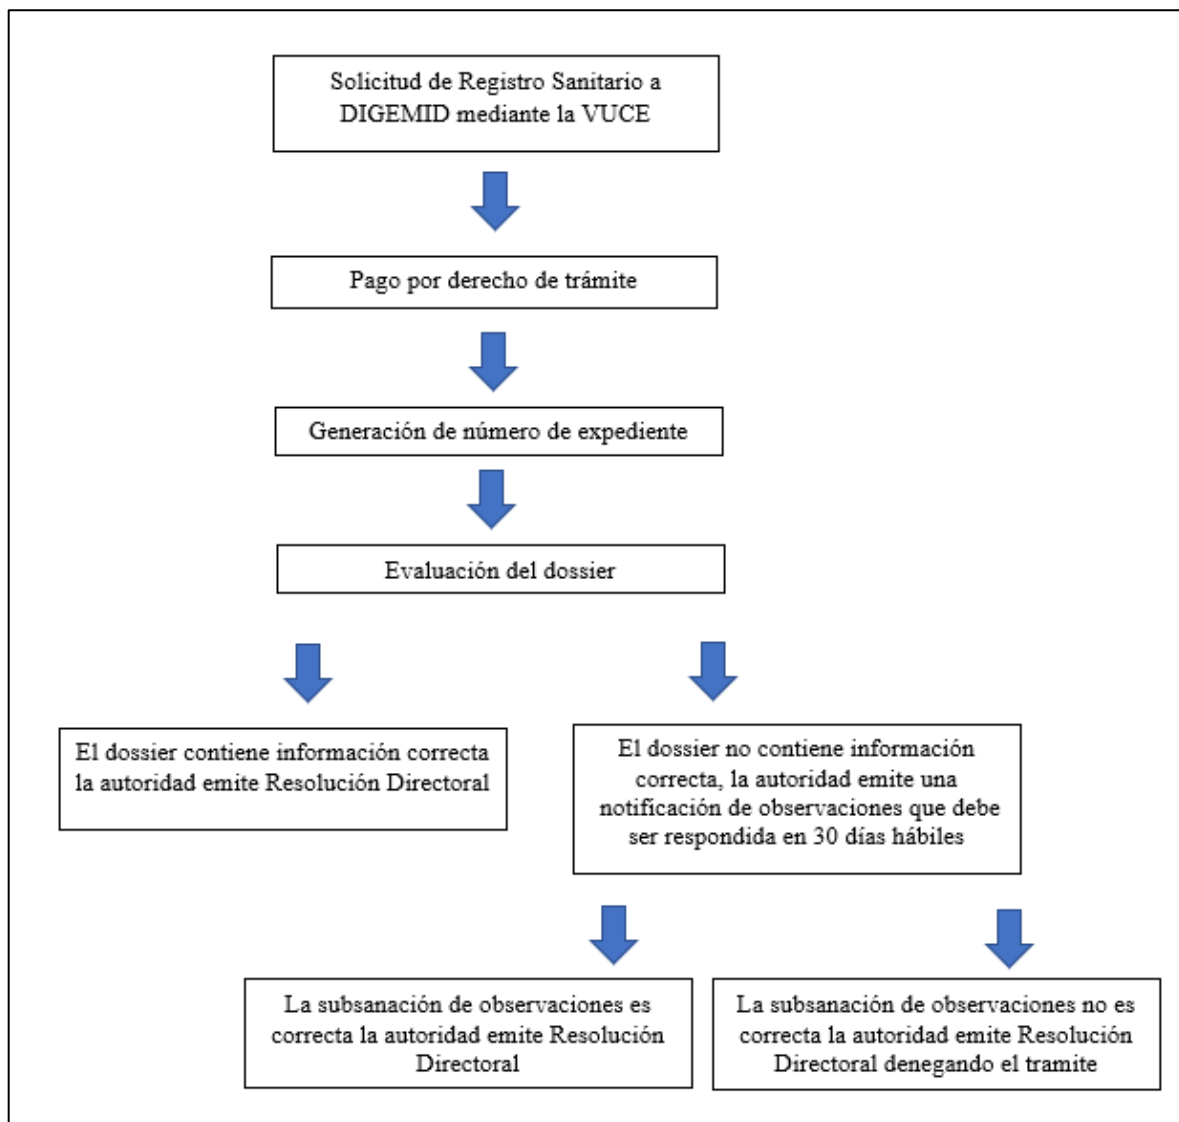 Solicitud de Registro Sanitario a
DIGEMID mediante la VUCE
Pago por derecho de trámite
Generación de número de expediente
Evaluación del dossier
El dossier contiene información correcta
la autoridad emite Resolución Directoral
El dossier no contiene información
correcta, la autoridad emite una
notificación de observaciones que debe
ser respondida en 30 días hábiles
La subsanación de observaciones es
correcta la autoridad emite Resolución
Directoral
La subsanación de observaciones no es
correcta la autoridad emite Resolución
Directoral denegando el tramite